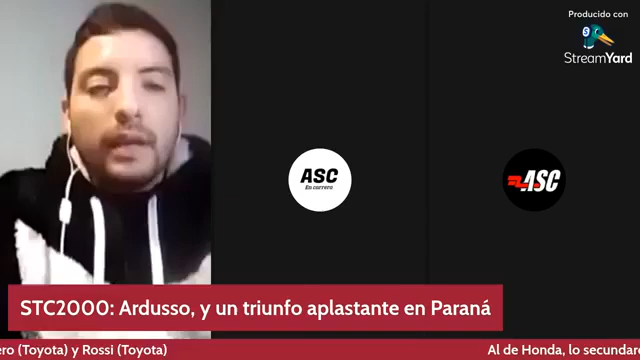 Producido con
S
StreamYard
ASC
En carrera
ASC
STC2000: Ardusso, y un triunfo aplastante en Paraná
ero (Toyota) y Rossi (Toyota)
Al de Honda, lo secundaro